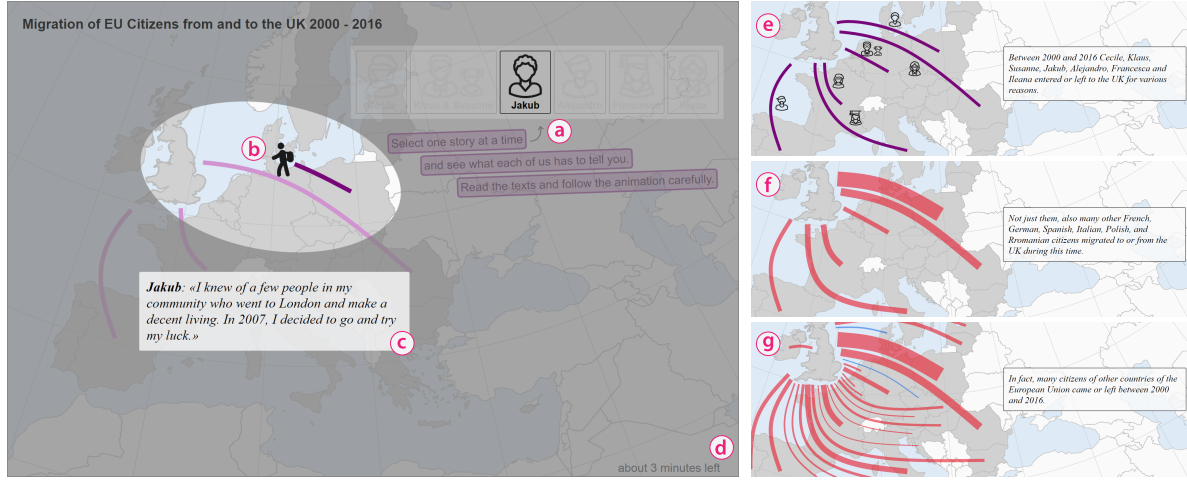 Migration of EU Citizens from and to the UK 2000 - 2016
Jakub
a
Select one story at a time
and see what each of us has to tell you.
Read the texts and follow the animation carefully.
b
Jakub: «I knew of a few people in my
community who went to London and make a
decent living. In 2007, I decided to go and try
my luck.»
c
d
about 3 minutes left
e
Between 2000 and 2016 Cecile, Klaus,
Susanne, Jakub, Alejandro, Francesca and
Ileana entered or left to the UK for various
reasons.
f
Not just them, also many other French,
German, Spanish, Italian, Polish, and
Rromanian citizens migrated to or from the
UK during this time.
g
In fact, many citizens of other countries of the
European Union came or left between 2000
and 2016.